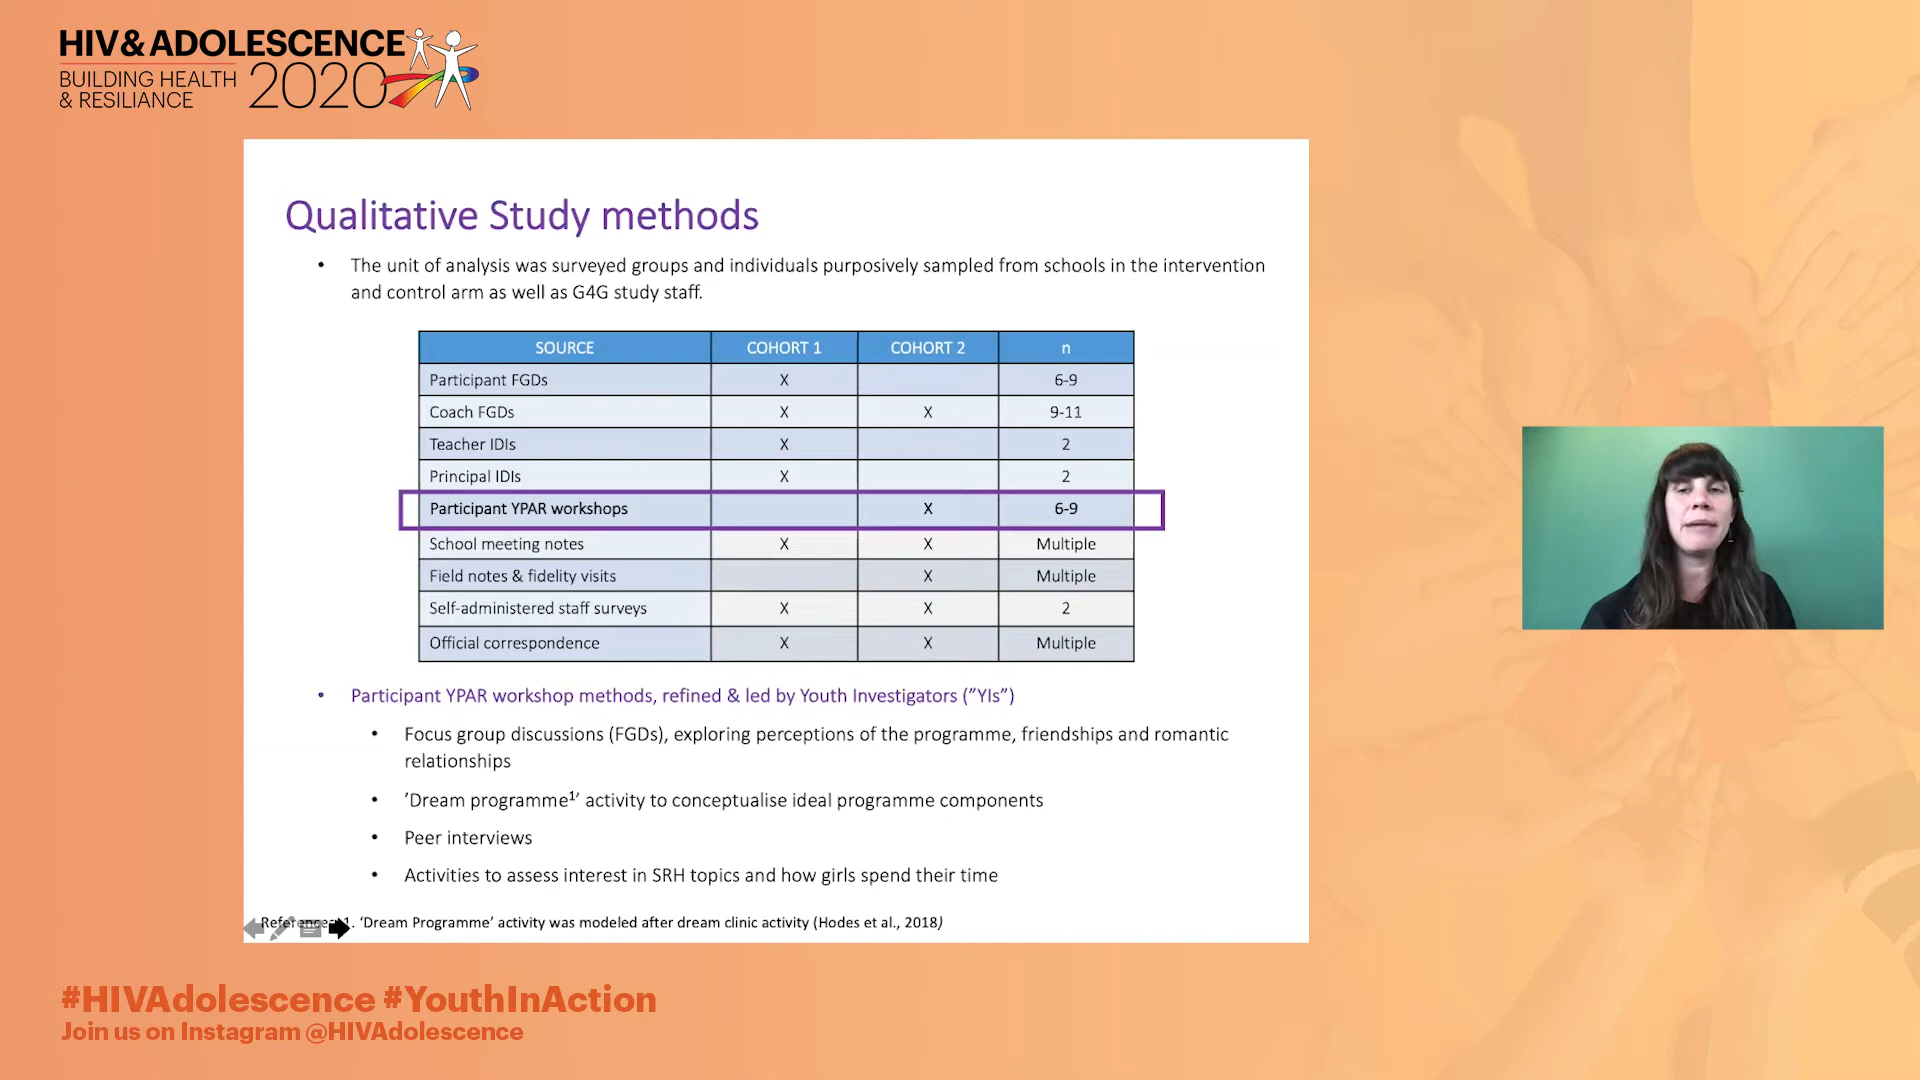 HIV & ADOLESCENCE
BUILDING HEALTH
& RESILIANCE
2020
Qualitative Study methods
• The unit of analysis was surveyed groups and individuals purposively sampled from schools in the intervention
and control arm as well as G4G study staff.
SOURCE COHORT 1 COHORT 2 n
Participant FGDs X 6-9
Coach FGDs X X 9-11
Teacher IDIs X 2
Principal IDIs X 2
Participant YPAR workshops X 6-9
School meeting notes X X Multiple
Field notes & fidelity visits X Multiple
Self-administered staff surveys X X 2
Official correspondence X X Multiple
• Participant YPAR workshop methods, refined & led by Youth Investigators (”YIs”)
• Focus group discussions (FGDs), exploring perceptions of the programme, friendships and romantic
relationships
• ’Dream programme¹’ activity to conceptualise ideal programme components
• Peer interviews
• Activities to assess interest in SRH topics and how girls spend their time
1. ‘Dream Programme’ activity was modeled after dream clinic activity (Hodes et al., 2018)
#HIVAdolescence #YouthInAction
Join us on Instagram @HIVAdolescence